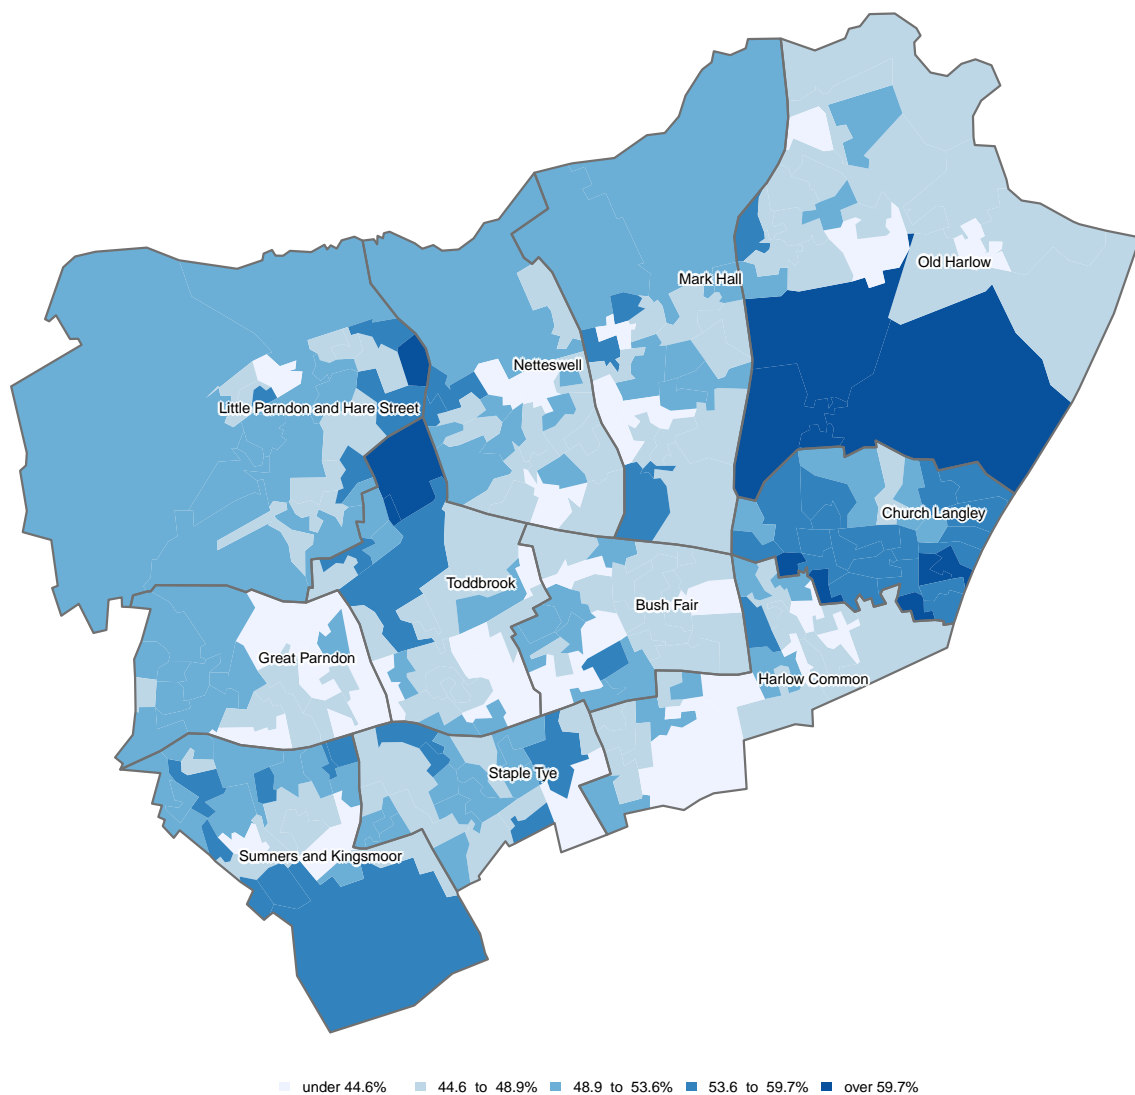 Old Harlow
Mark Hall
Netteswell
Little Parndon and Hare Street
Church Langley
Toddbrook
Bush Fair
Great Parndon
Harlow Common
Staple Tye
Sumners and Kingsmoor
under 44.6% 44.6 to 48.9% 48.9 to 53.6% 53.6 to 59.7% over 59.7%